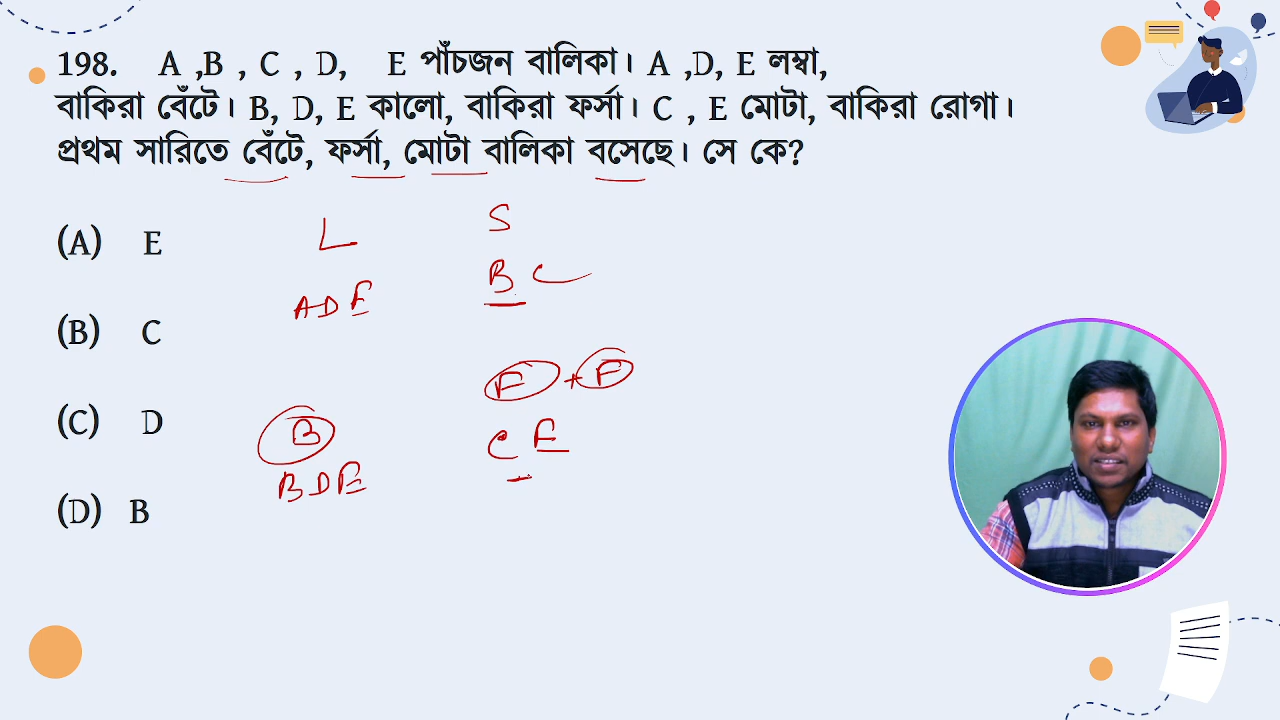 198. A ,B , C , D, E পাঁচজন বালিকা। A ,D, E লম্বা,
বাকিরা বেঁটে। B, D, E কালো, বাকিরা ফর্সা। C , E মোটা, বাকিরা রোগা।
প্রথম সারিতে বেঁটে, ফর্সা, মোটা বালিকা বসেছে। সে কে?
(A) E
L S
(B) C
B C
A D E
F + F
(C) D
B
C E
B D E
(D) B